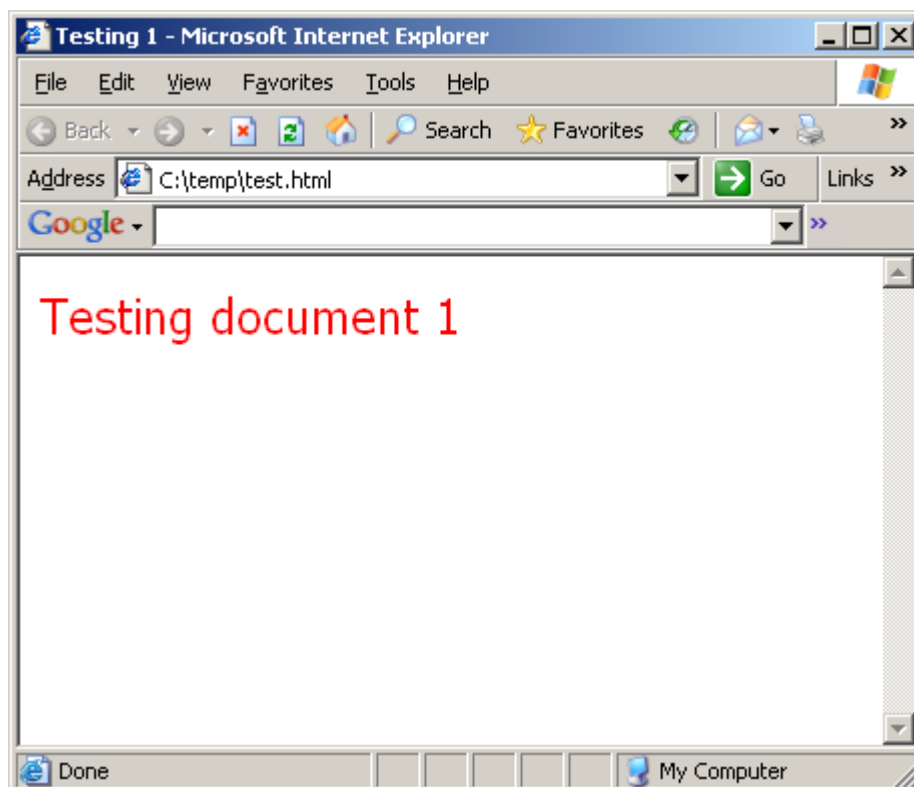 Testing 1 - Microsoft Internet Explorer
File Edit View Favorites Tools Help
Back Search Favorites »
Address C:\temp\test.html Go Links »
Google »
Testing document 1
Done My Computer